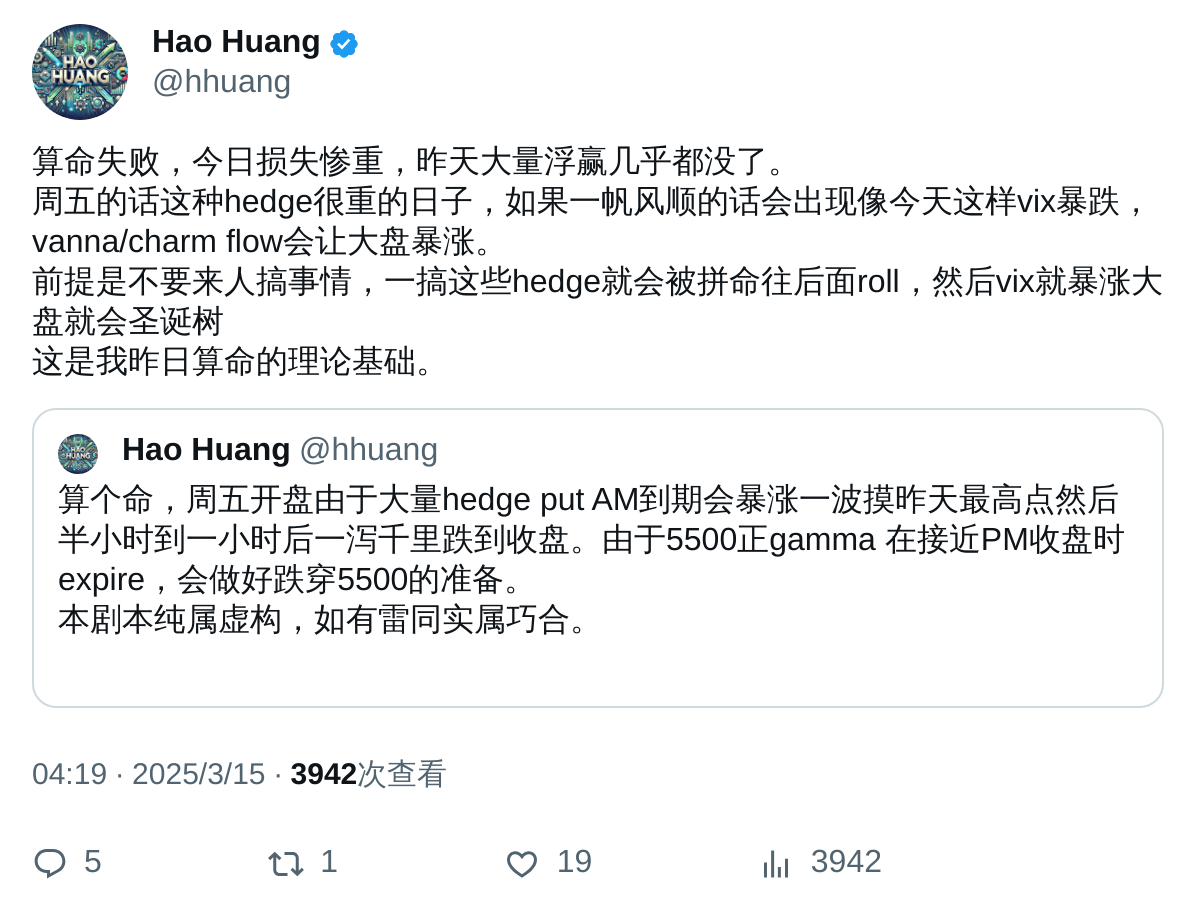 HAO
HUANG
Hao Huang
@hhuang
算命失败，今日损失惨重，昨天大量浮赢几乎都没了。
周五的话这种hedge很重的日子，如果一帆风顺的话会出现像今天这样vix暴跌，
vanna/charm flow会让大盘暴涨。
前提是不要来人搞事情，一搞这些hedge就会被拼命往后面roll，然后vix就暴涨大
盘就会圣诞树
这是我昨日算命的理论基础。
HAO
HUANG
Hao Huang @hhuang
算个命，周五开盘由于大量hedge put AM到期会暴涨一波摸昨天最高点然后
半小时到一小时后一泻千里跌到收盘。由于5500正gamma 在接近PM收盘时
expire，会做好跌穿5500的准备。
本剧本纯属虚构，如有雷同实属巧合。
04:19 · 2025/3/15 · 3942次查看
5 1 19 3942